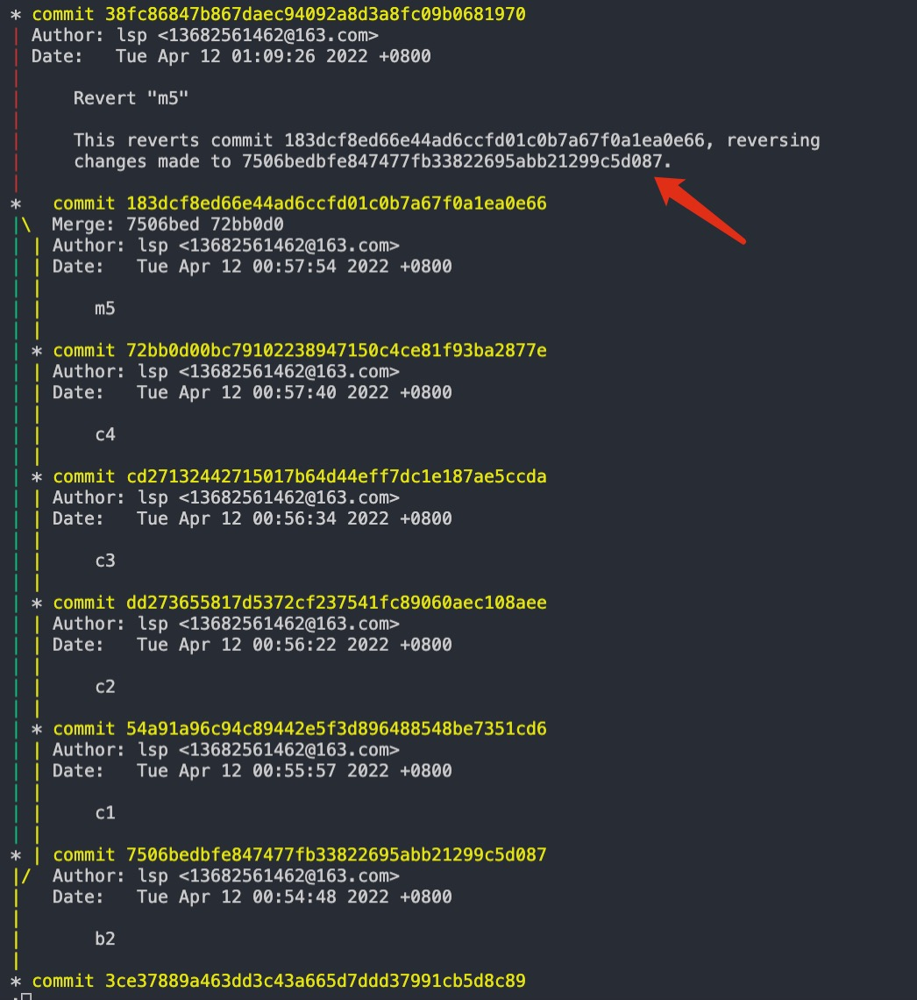 * commit 38fc86847b867daec94092a8d3a8fc09b0681970
| Author: lsp <13682561462@163.com>
| Date:   Tue Apr 12 01:09:26 2022 +0800
|
|     Revert "m5"
|
|     This reverts commit 183dcf8ed66e44ad6ccfd01c0b7a67f0a1ea0e66, reversing
|     changes made to 7506bedbfe847477fb33822695abb21299c5d087.
|
*   commit 183dcf8ed66e44ad6ccfd01c0b7a67f0a1ea0e66
|\  Merge: 7506bed 72bb0d0
| | Author: lsp <13682561462@163.com>
| | Date:   Tue Apr 12 00:57:54 2022 +0800
| |
| |     m5
| |
| * commit 72bb0d00bc79102238947150c4ce81f93ba2877e
| | Author: lsp <13682561462@163.com>
| | Date:   Tue Apr 12 00:57:40 2022 +0800
| |
| |     c4
| |
| * commit cd27132442715017b64d44eff7dc1e187ae5ccda
| | Author: lsp <13682561462@163.com>
| | Date:   Tue Apr 12 00:56:34 2022 +0800
| |
| |     c3
| |
| * commit dd273655817d5372cf237541fc89060aec108aee
| | Author: lsp <13682561462@163.com>
| | Date:   Tue Apr 12 00:56:22 2022 +0800
| |
| |     c2
| |
| * commit 54a91a96c94c89442e5f3d896488548be7351cd6
| | Author: lsp <13682561462@163.com>
| | Date:   Tue Apr 12 00:55:57 2022 +0800
| |
| |     c1
| |
* | commit 7506bedbfe847477fb33822695abb21299c5d087
|/  Author: lsp <13682561462@163.com>
|   Date:   Tue Apr 12 00:54:48 2022 +0800
|
|       b2
|
* commit 3ce37889a463dd3c43a665d7ddd37991cb5d8c89
: